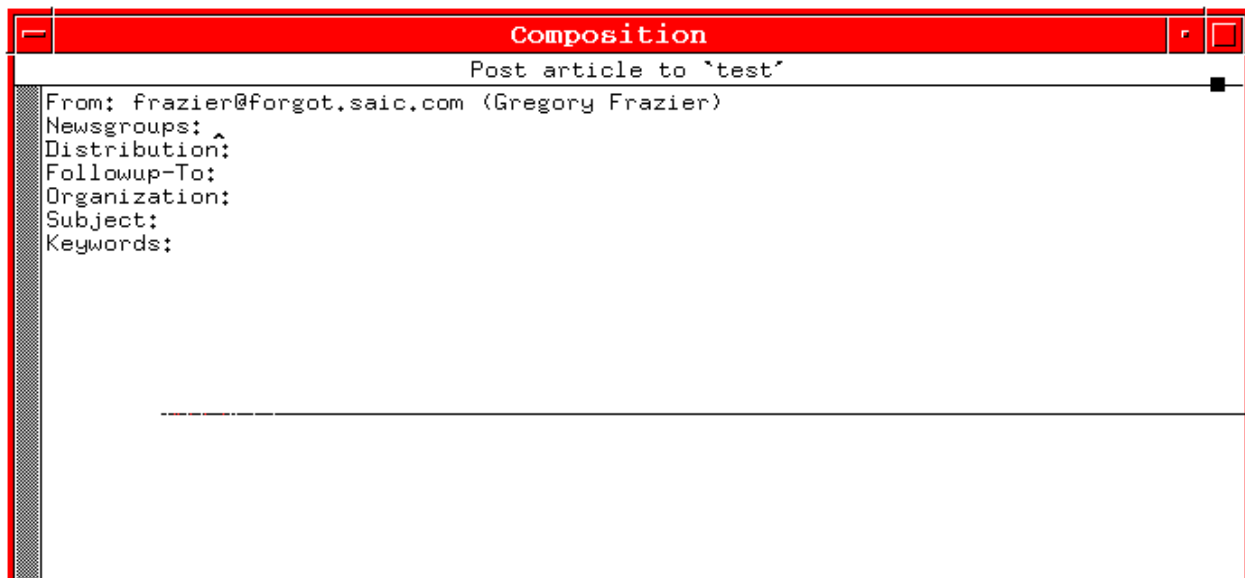 Composition
Post article to `test´
From: frazier@forgot.saic.com (Gregory Frazier)
Newsgroups:
Distribution:
Followup-To:
Organization:
Subject:
Keywords: